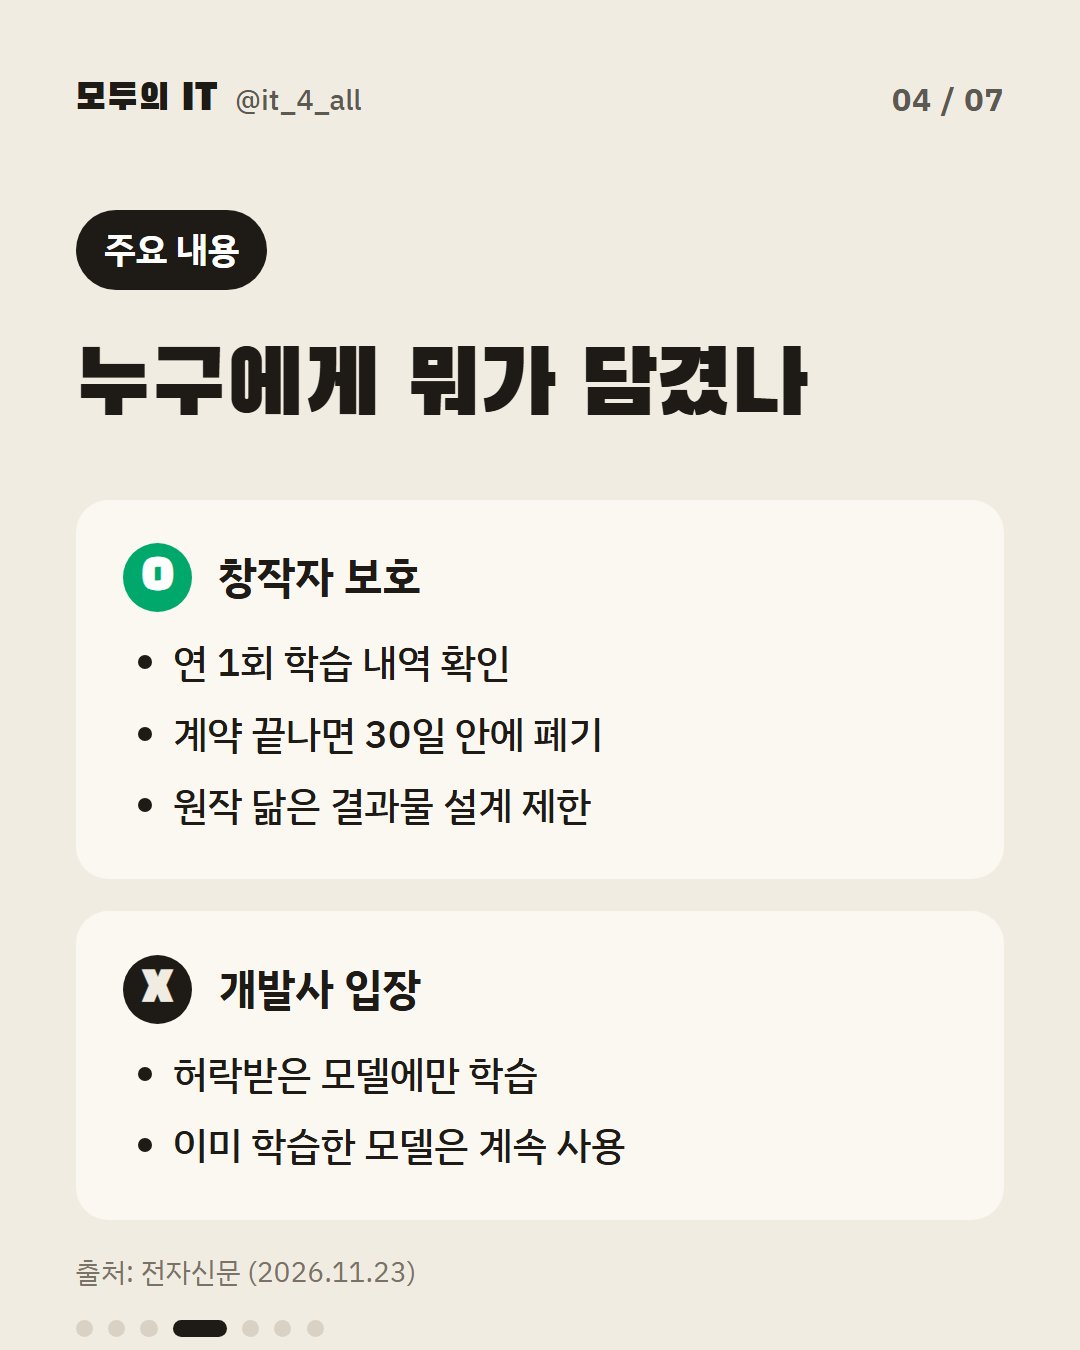 모두의 IT @it_4_all
04 / 07
주요 내용
누구에게 뭐가 담겼나
O 창작자 보호
• 연 1회 학습 내역 확인
• 계약 끝나면 30일 안에 폐기
• 원작 닮은 결과물 설계 제한
X 개발사 입장
• 허락받은 모델에만 학습
• 이미 학습한 모델은 계속 사용
출처: 전자신문 (2026.11.23)